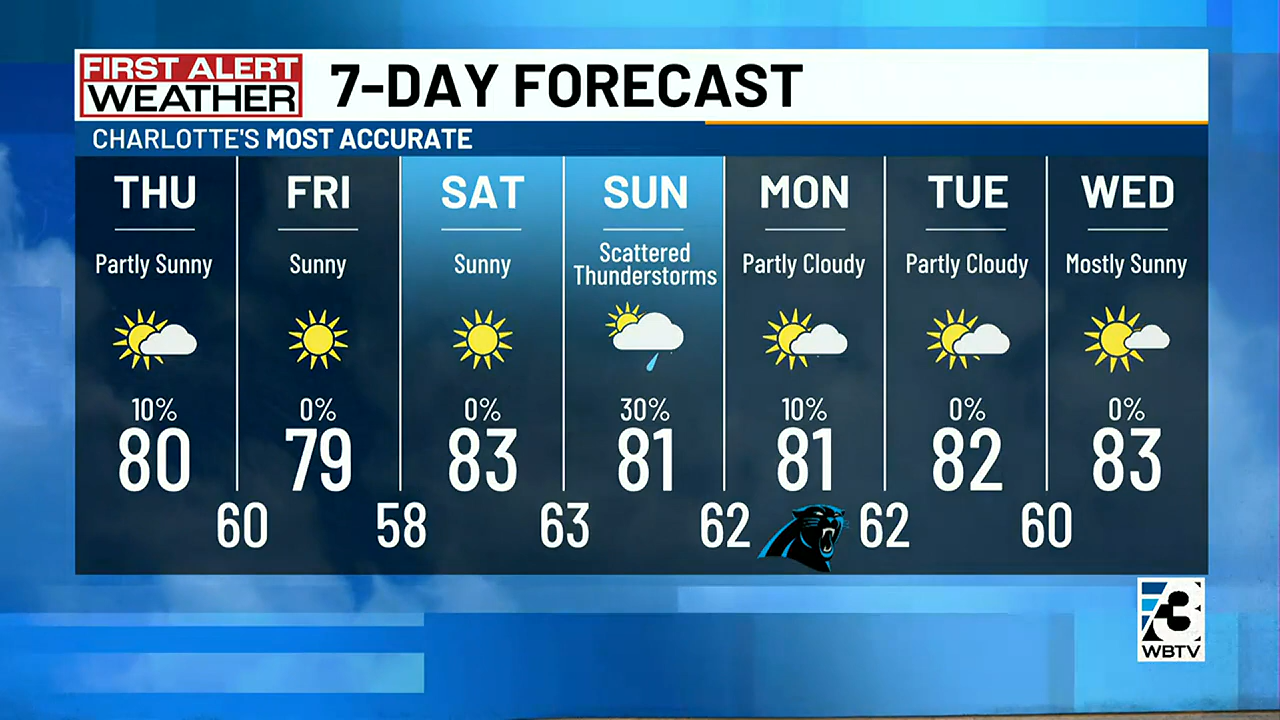 FIRST ALERT
WEATHER
7-DAY FORECAST
CHARLOTTE'S MOST ACCURATE
THU
FRI
SAT
SUN
MON
TUE
WED
Partly Sunny
Sunny
Sunny
Scattered
Thunderstorms
Partly Cloudy
Partly Cloudy
Mostly Sunny
10%
0%
0%
30%
10%
0%
0%
80
79
83
81
81
82
83
60
58
63
62
62
60
3
WBTV